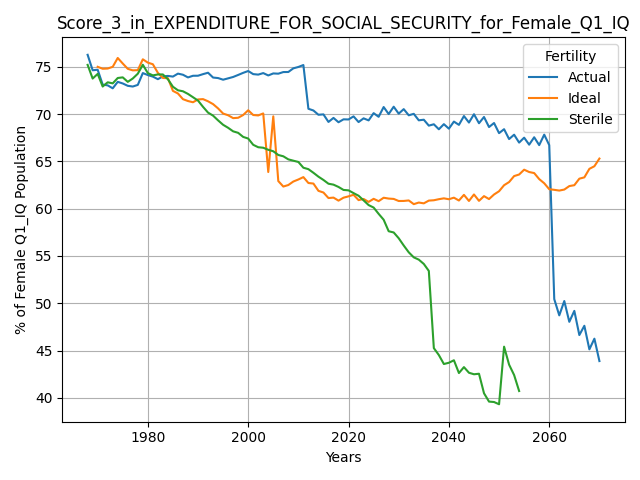 Score_3_in_EXPENDITURE_FOR_SOCIAL_SECURITY_for_Female_Q1_IQ
Fertility
Actual
Ideal
Sterile
% of Female Q1_IQ Population
75
70
65
60
55
50
45
40
1980
2000
2020
2040
2060
Years